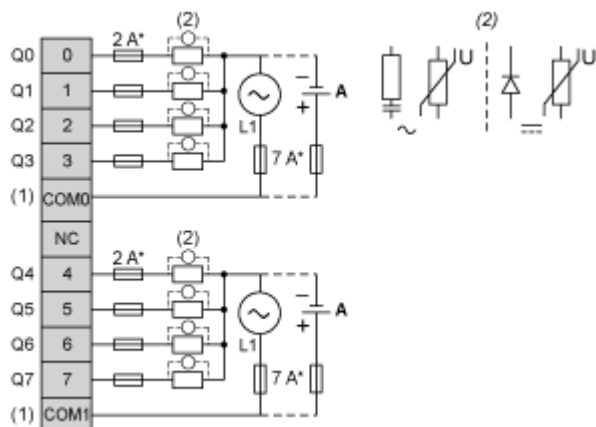 (2)
(2)
Q0 0 2 A*
Q1 1
Q2 2
Q3 3
L1 − + A
7 A*
(1) COM0
U U
~
NC
(2)
Q4 4 2 A*
Q5 5
Q6 6
Q7 7
L1 − + A
7 A*
(1) COM1